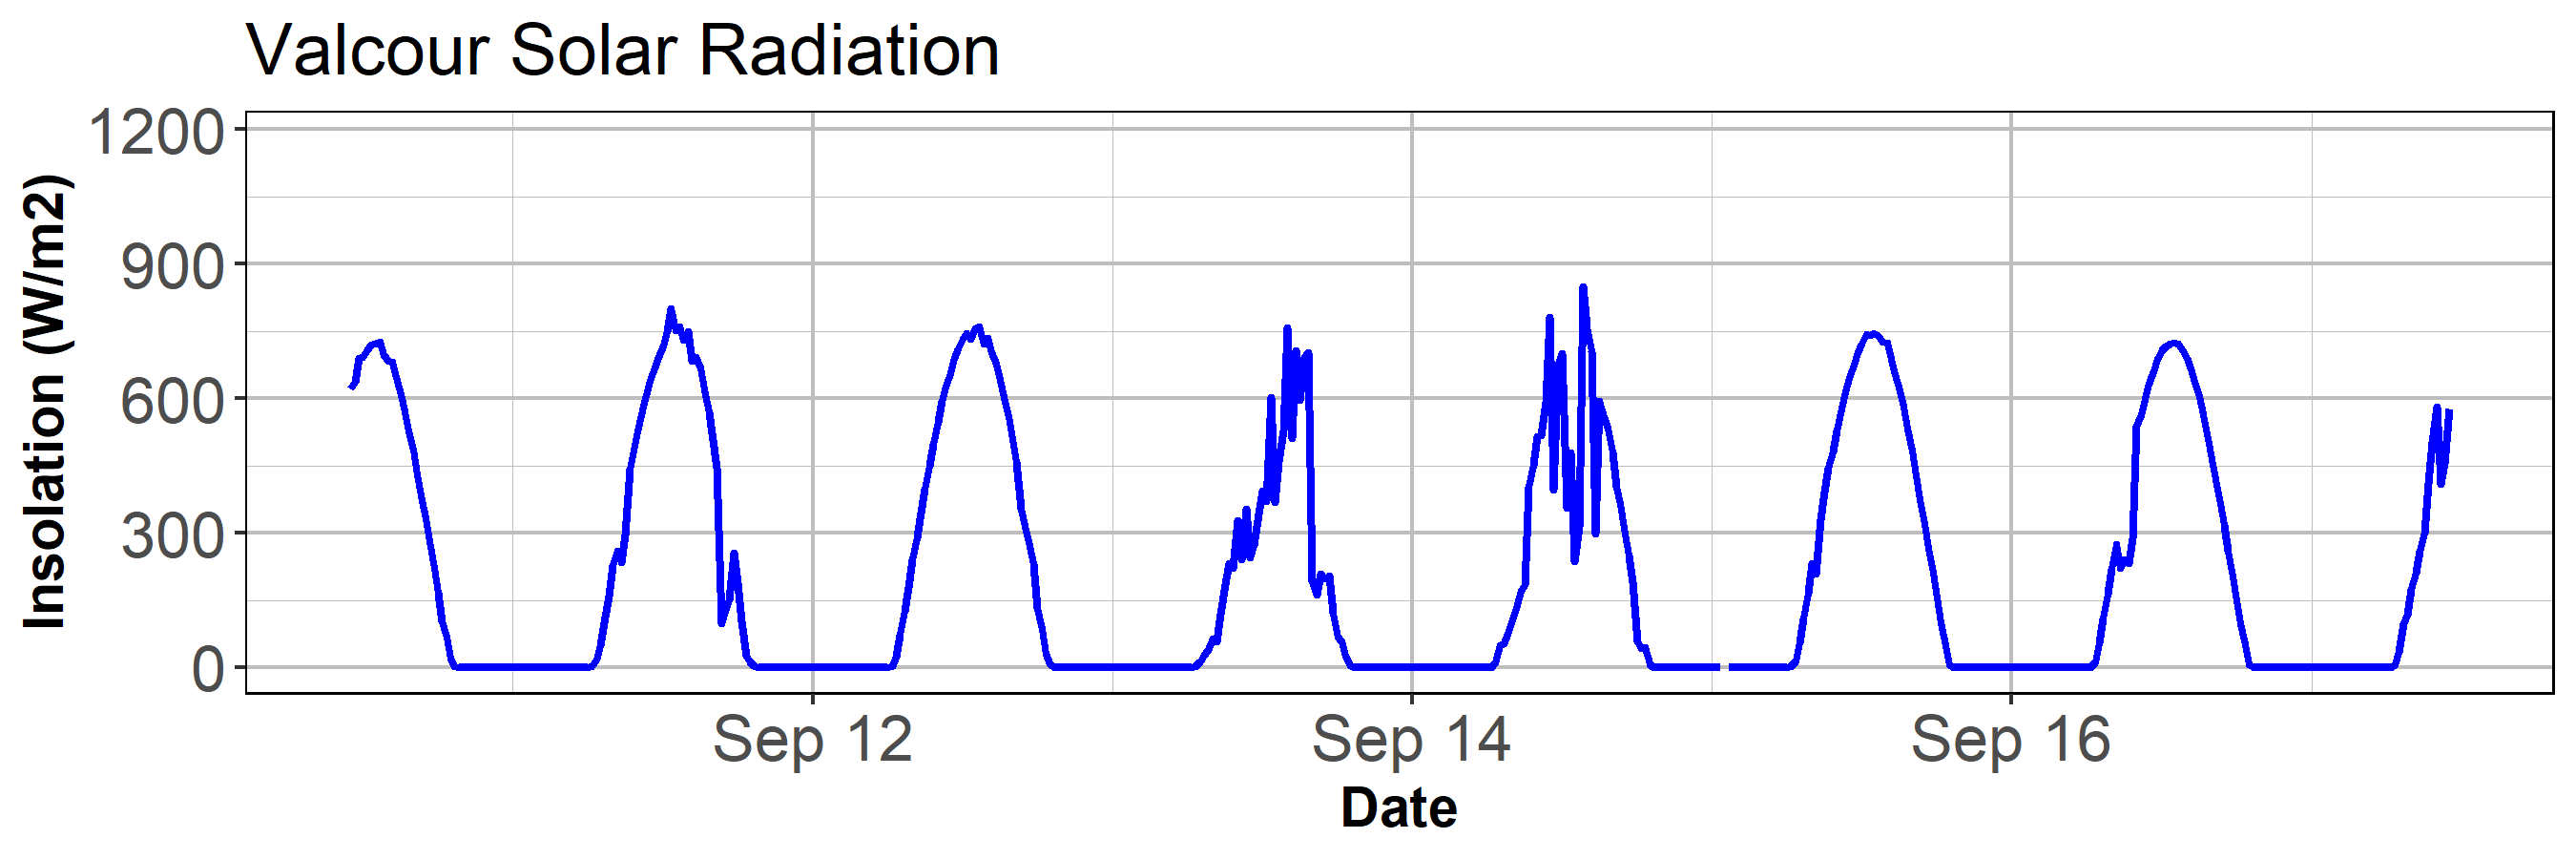 Valcour Solar Radiation
1200
900
600
300
0
Insolation (W/m2)
Sep 12 Sep 14 Sep 16
Date